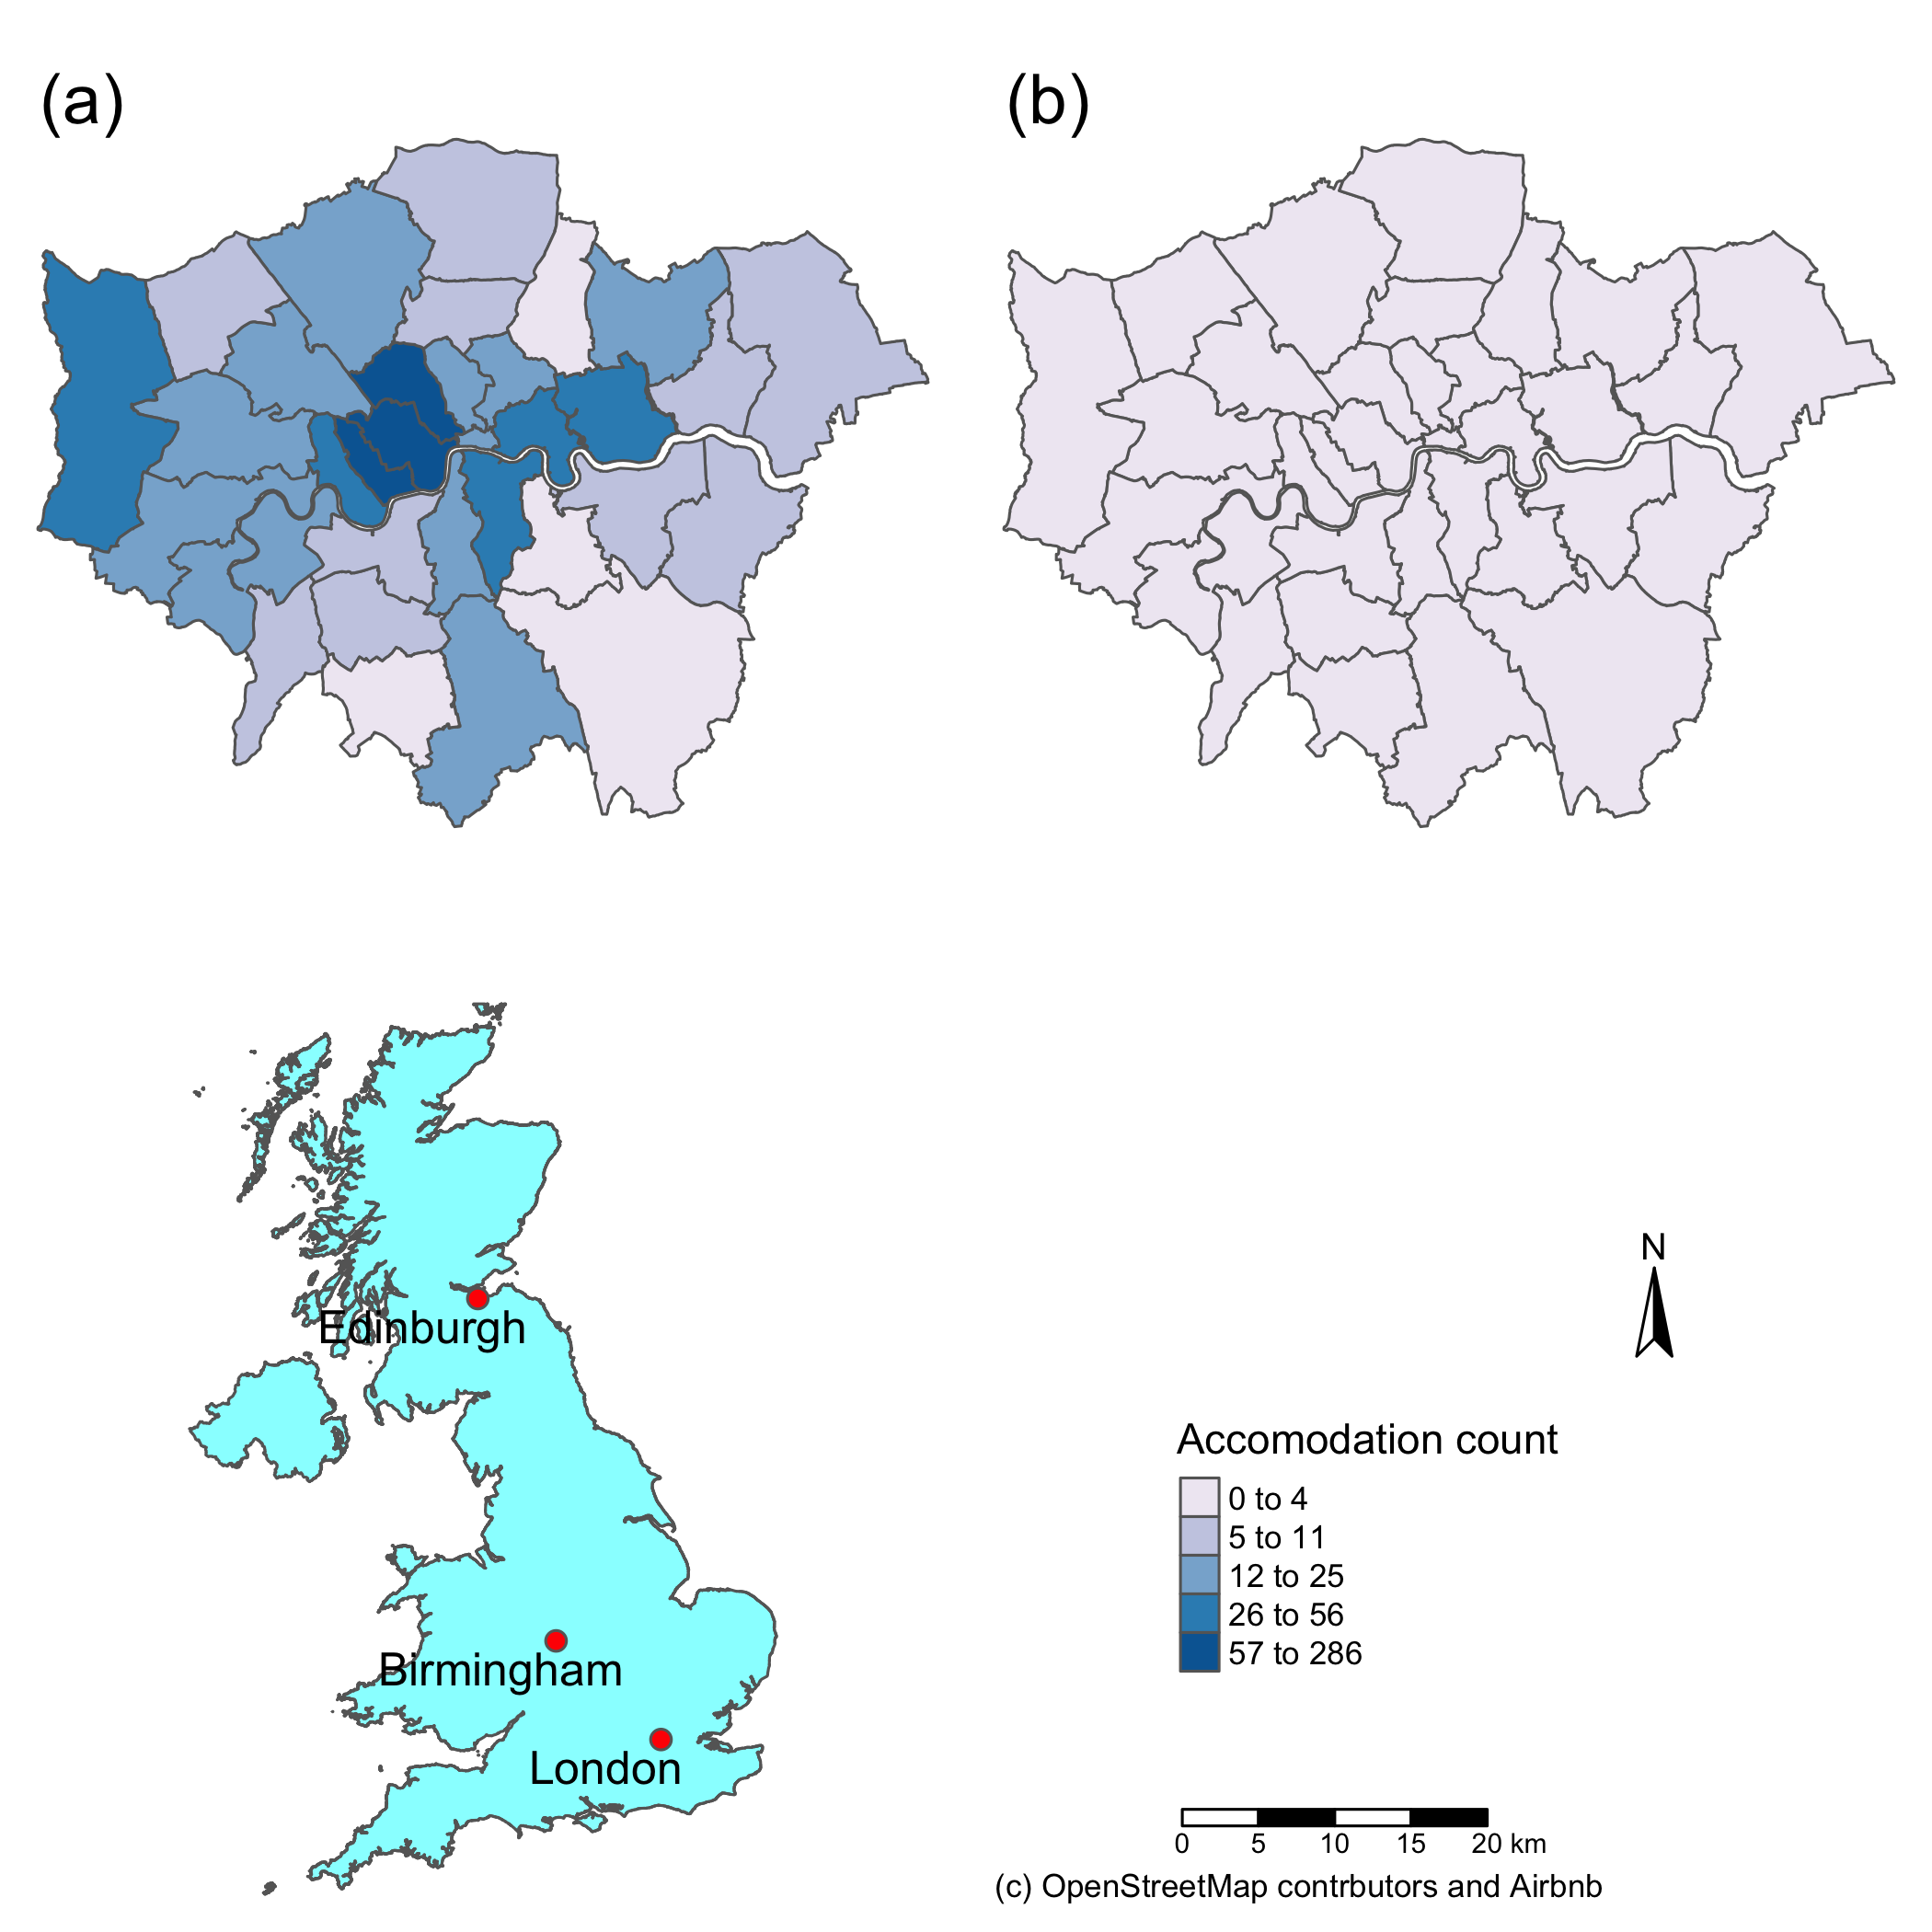 (a)
(b)
Edinburgh
Birmingham
London
N
Accomodation count
0 to 4
5 to 11
12 to 25
26 to 56
57 to 286
0 5 10 15 20 km
(c) OpenStreetMap contrbutors and Airbnb